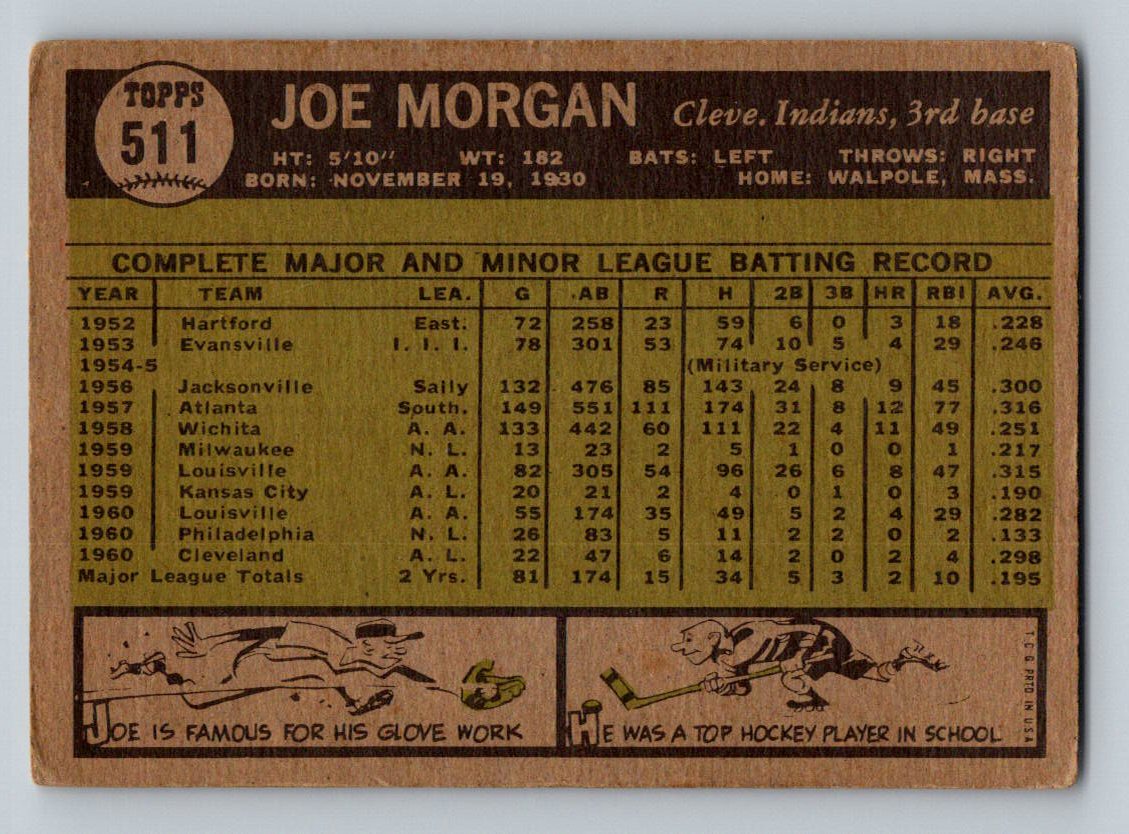 TOPPS
511
JOE MORGAN Cleve. Indians, 3rd base
HT: 5'10" WT: 182 BATS: LEFT THROWS: RIGHT
BORN: NOVEMBER 19, 1930 HOME: WALPOLE, MASS.
COMPLETE MAJOR AND MINOR LEAGUE BATTING RECORD
YEAR TEAM LEA. G AB R H 2B 3B HR RBI AVG.
1952 Hartford East. 72 258 23 59 6 0 3 18 .228
1953 Evansville I. I. I. 78 301 53 74 10 5 4 29 .246
1954-5 (Military Service)
1956 Jacksonville Sally 132 476 85 143 24 8 9 45 .300
1957 Atlanta South. 149 551 111 174 31 8 12 77 .316
1958 Wichita A. A. 133 442 60 111 22 4 11 49 .251
1959 Milwaukee N. L. 13 23 2 5 1 0 0 1 .217
1959 Louisville A. A. 82 305 54 96 26 6 8 47 .315
1959 Kansas City A. L. 20 21 2 4 0 1 0 3 .190
1960 Louisville A. A. 55 174 35 49 5 2 4 29 .282
1960 Philadelphia N. L. 26 83 5 11 2 2 0 2 .133
1960 Cleveland A. L. 22 47 6 14 2 0 2 4 .298
Major League Totals 2 Yrs. 81 174 15 34 5 3 2 10 .195
JOE IS FAMOUS FOR HIS GLOVE WORK
HE WAS A TOP HOCKEY PLAYER IN SCHOOL
T.C.G. PRTD IN U.S.A.